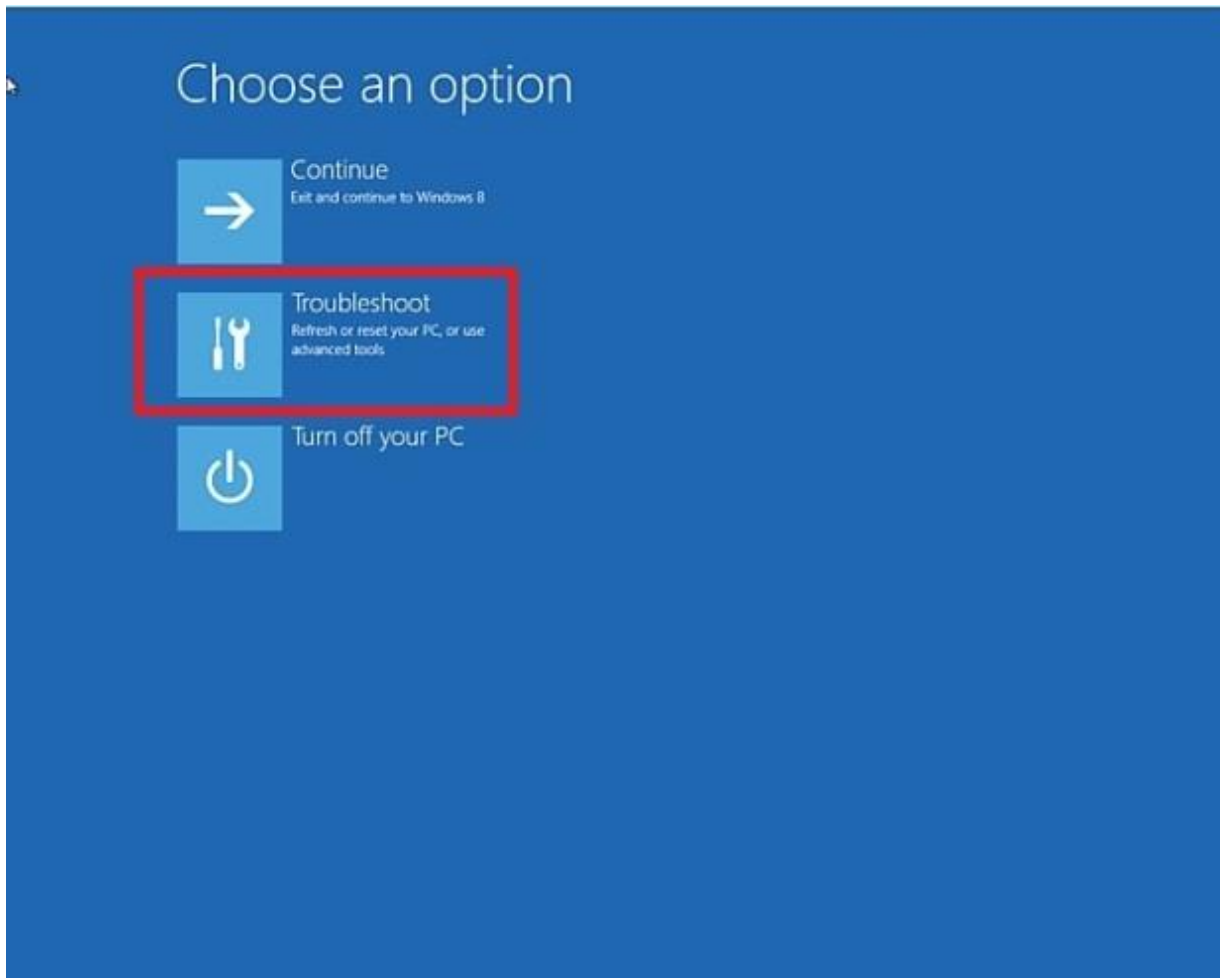 Choose an option
Continue
Exit and continue to Windows 8
Troubleshoot
Refresh or reset your PC, or use
advanced tools
Turn off your PC